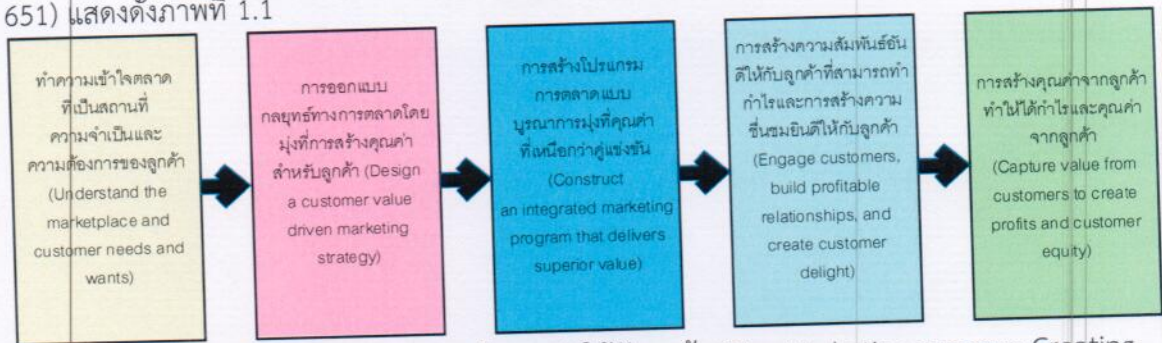 651) แสดงดังภาพที่ 1.1
ทำความเข้าใจตลาด
ที่เป็นสถานที่
ความจำเป็นและ
ความต้องการของลูกค้า
(Understand the
marketplace and
customer needs and
wants)
การออกแบบ
กลยุทธ์ทางการตลาดโดย
มุ่งที่การสร้างคุณค่า
สำหรับลูกค้า (Design
a customer value
driven marketing
strategy)
การสร้างโปรแกรม
การตลาดแบบ
บูรณาการมุ่งที่คุณค่า
ที่เหนือกว่าคู่แข่งขัน
(Construct
an integrated marketing
program that delivers
superior value)
การสร้างความสัมพันธ์อัน
ดีให้กับลูกค้าที่สามารถทำ
กำไรและการสร้างความ
ชื่นชมยินดีให้กับลูกค้า
(Engage customers,
build profitable
relationships, and
create customer
delight)
การสร้างคุณค่าจากลูกค้า
ทำให้ได้กำไรและคุณค่า
จากลูกค้า
(Capture value from
customers to create
profits and customer
equity)
Creating